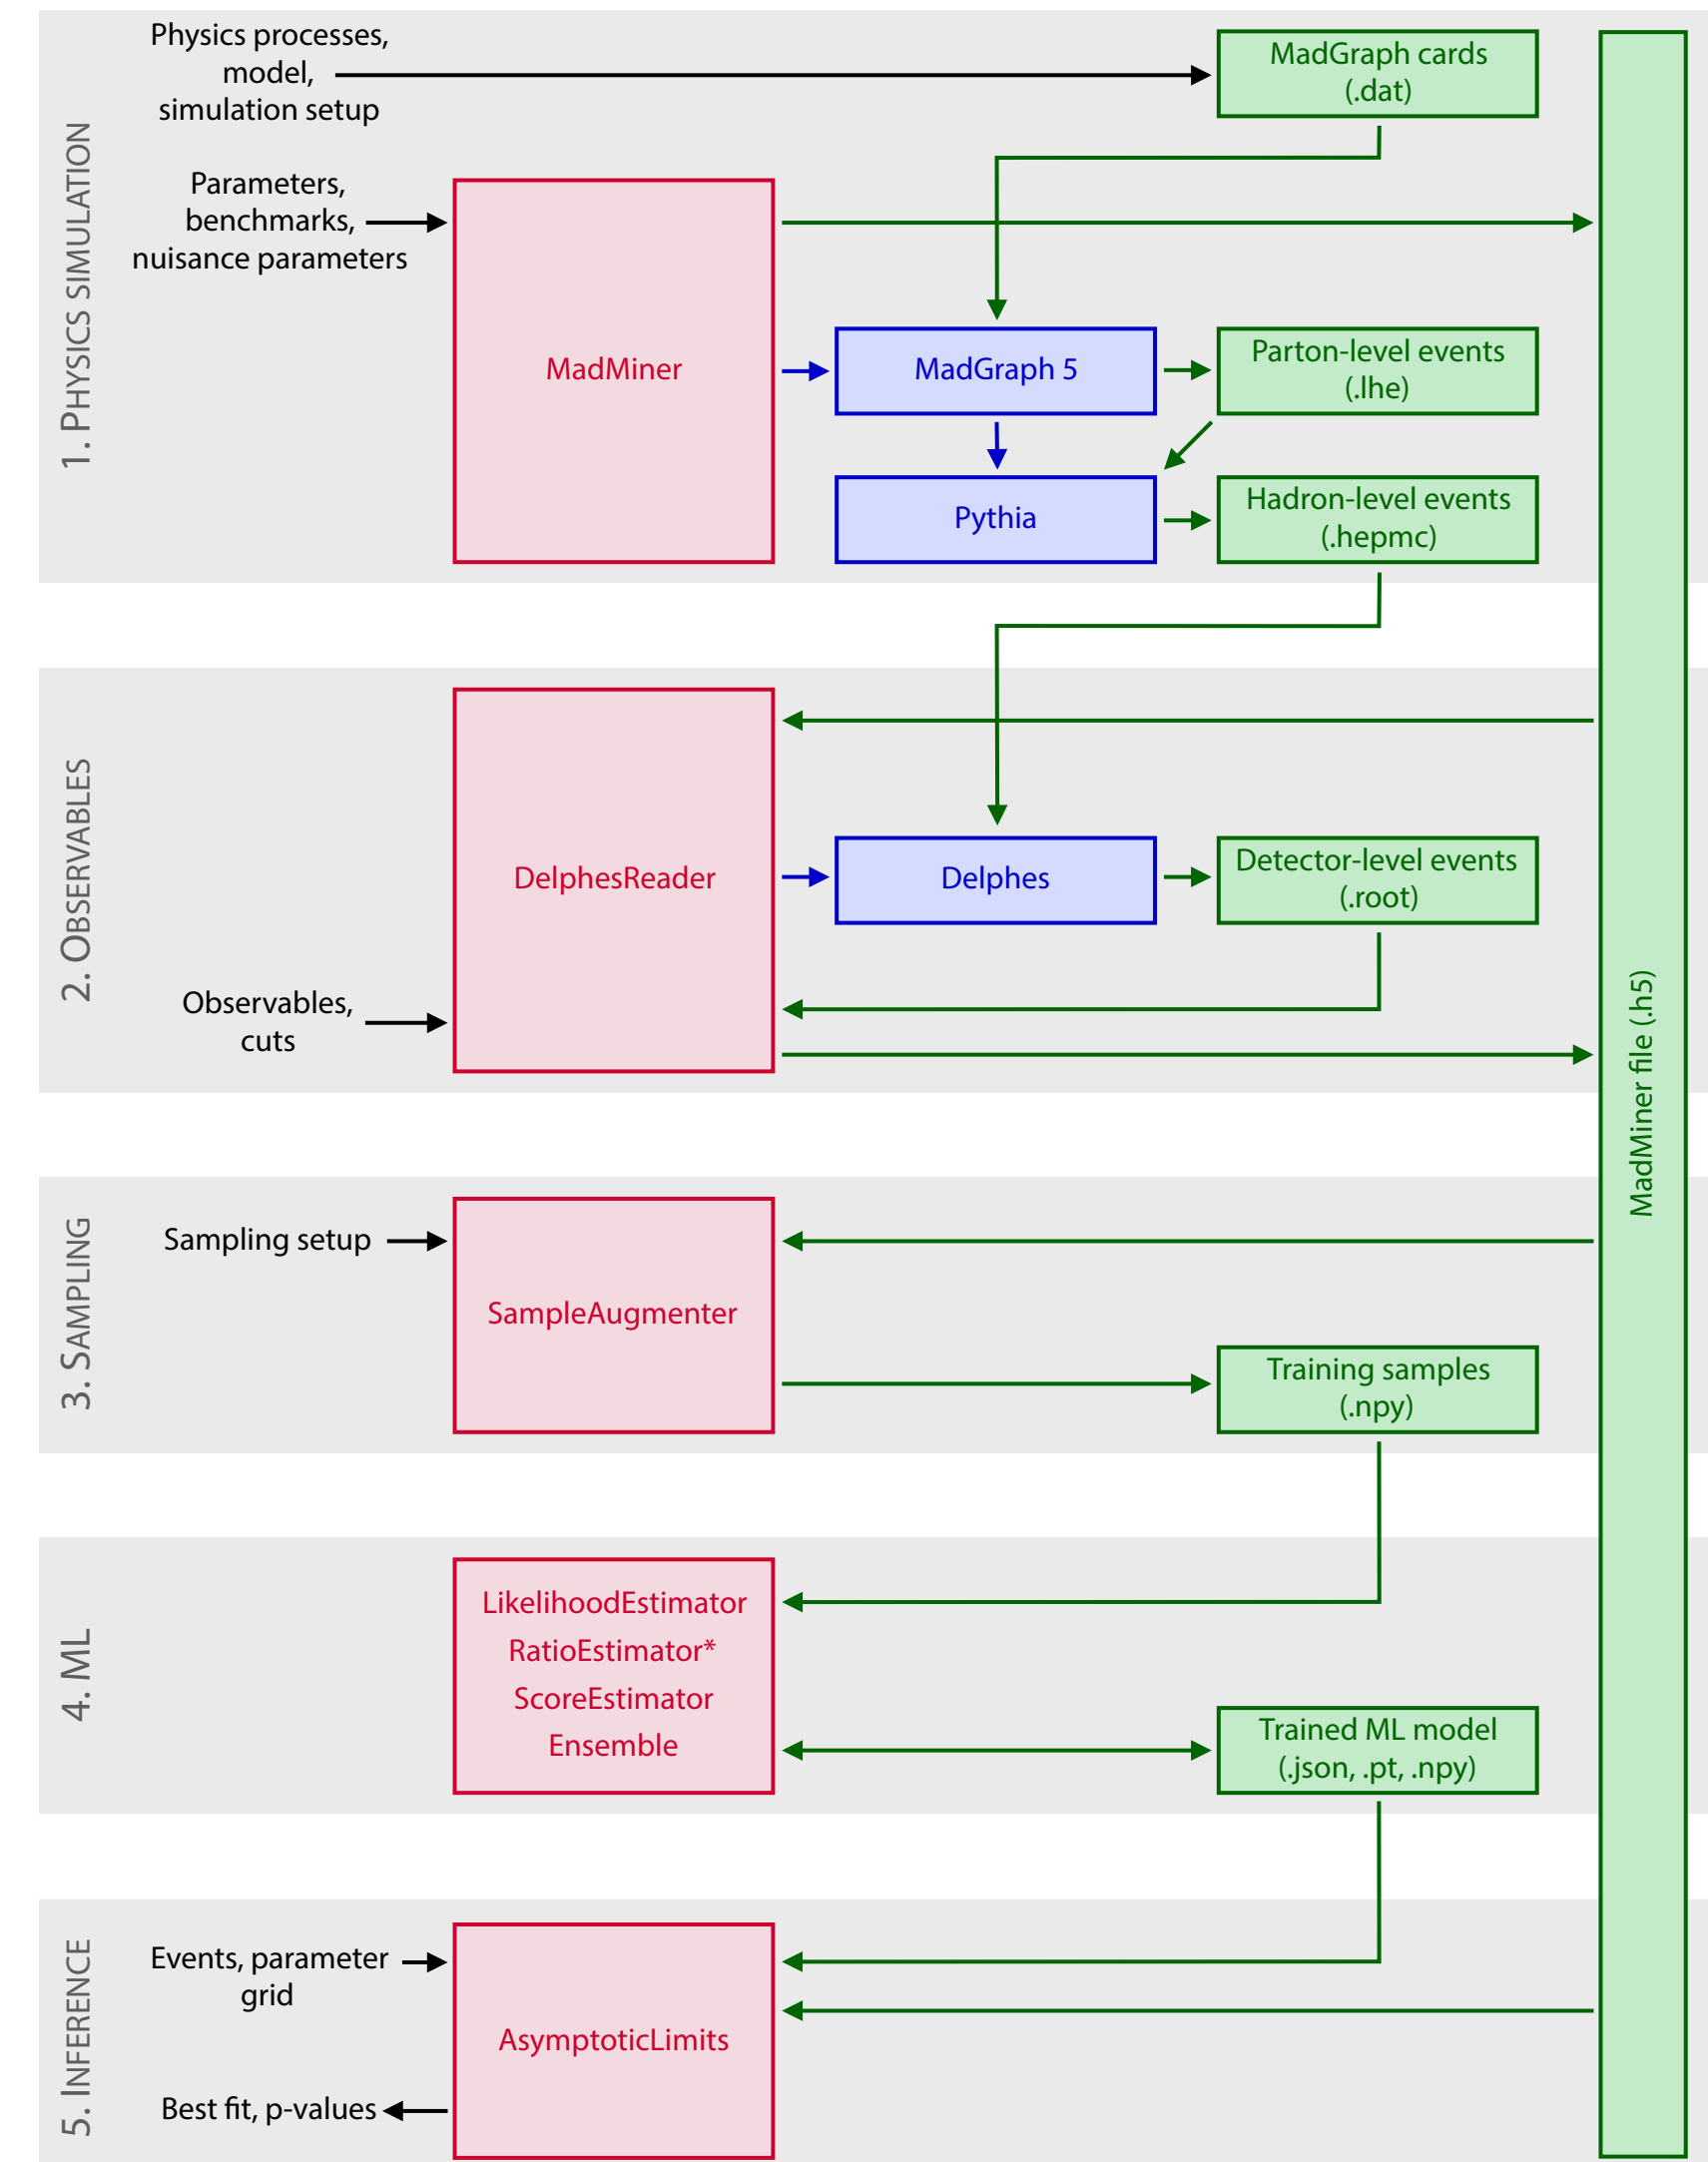 Physics processes,
model,
simulation setup
MadGraph cards
(.dat)
1. PHYSICS SIMULATION
Parameters,
benchmarks,
nuisance parameters
MadMiner
MadGraph 5
Parton-level events
(.lhe)
Pythia
Hadron-level events
(.hepmc)
2. OBSERVABLES
DelphesReader
Delphes
Detector-level events
(.root)
Observables,
cuts
MadMiner file (.h5)
3. SAMPLING
Sampling setup
SampleAugmenter
Training samples
(.npy)
4. ML
LikelihoodEstimator
RatioEstimator*
ScoreEstimator
Ensemble
Trained ML model
(.json, .pt, .npy)
5. INFERENCE
Events, parameter
grid
AsymptoticLimits
Best fit, p-values